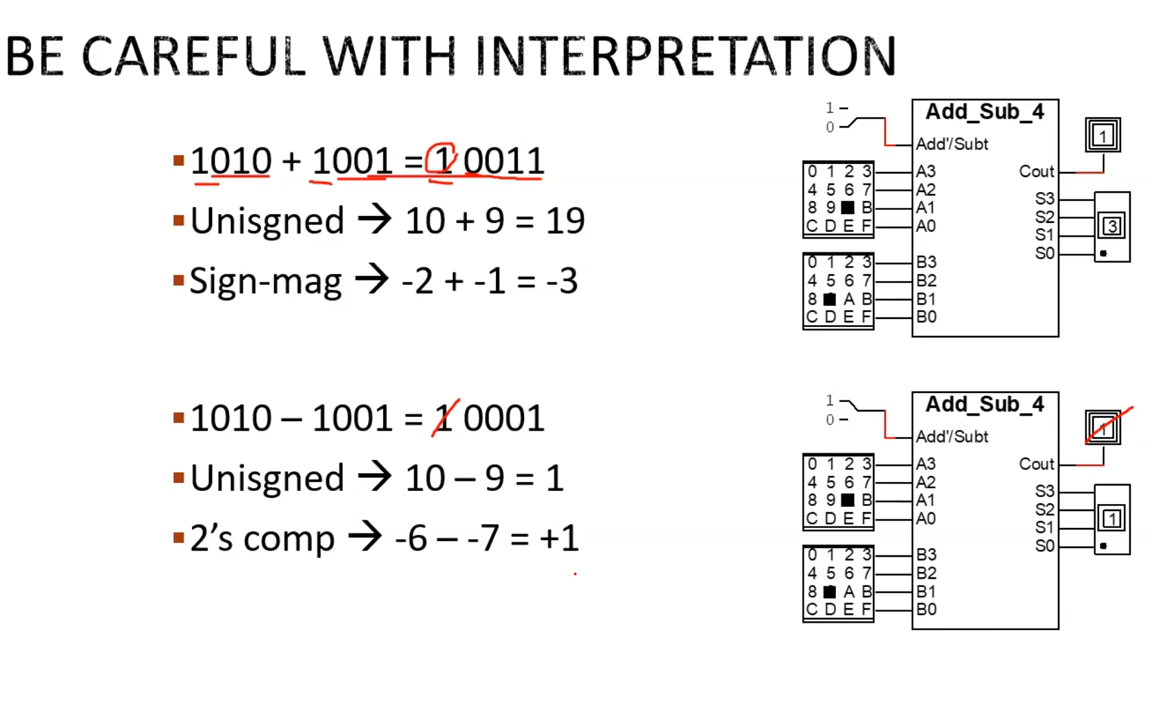 BE CAREFUL WITH INTERPRETATION
1010 + 1001 = 1 0011
Unisgned → 10 + 9 = 19
Sign-mag → -2 + -1 = -3
1010 – 1001 = 1 0001
Unisgned → 10 – 9 = 1
2's comp → -6 – -7 = +1
Add_Sub_4
1
0
Add'/Subt
1
0 1 2 3 A3 Cout
4 5 6 7 A2 S3
8 9 B A1 S2
C D E F A0 S1 3
S0
0 1 2 3 B3
4 5 6 7 B2
8 A B B1
C D E F B0
Add_Sub_4
1
0
Add'/Subt
1
0 1 2 3 A3 Cout
4 5 6 7 A2 S3
8 9 B A1 S2
C D E F A0 S1 1
S0
0 1 2 3 B3
4 5 6 7 B2
8 A B B1
C D E F B0